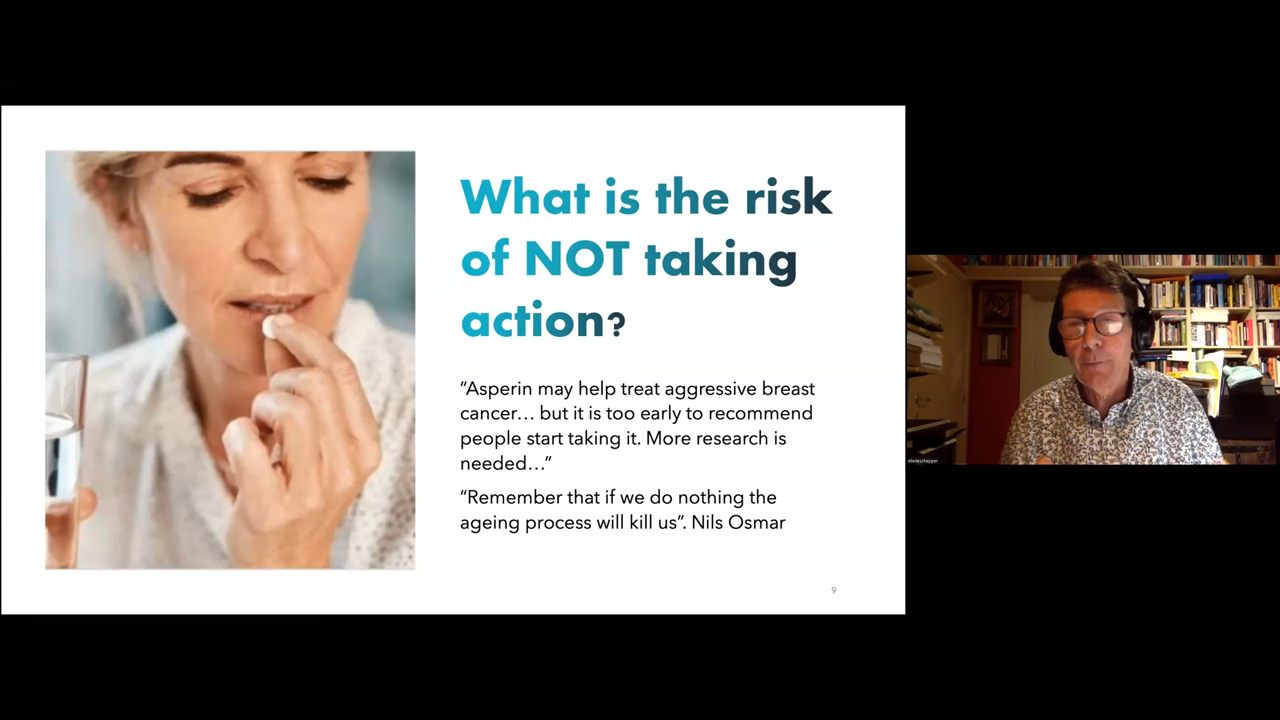 What is the risk
of NOT taking
action?
“Asperin may help treat aggressive breast
cancer… but it is too early to recommend
people start taking it. More research is
needed…”
“Remember that if we do nothing the
ageing process will kill us”. Nils Osmar
9